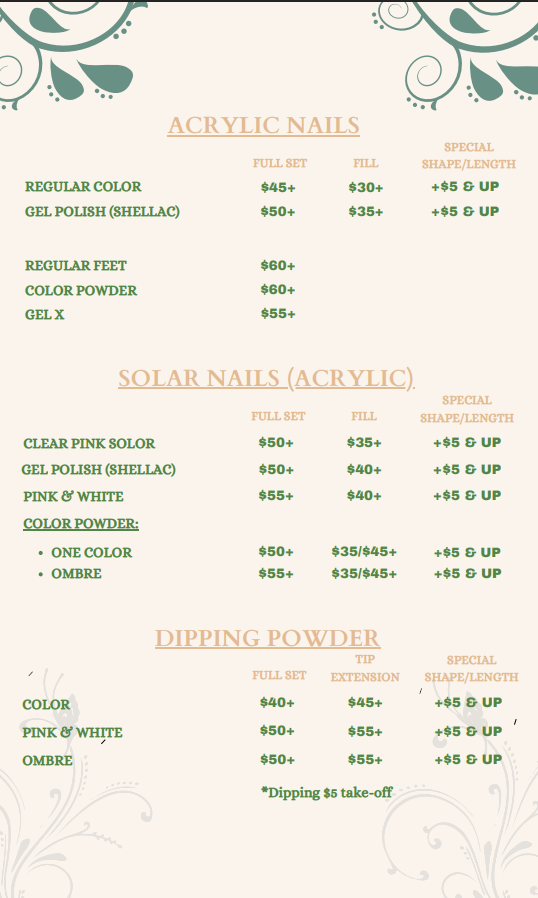 ACRYLIC NAILS
FULL SET FILL SPECIAL SHAPE/LENGTH
REGULAR COLOR $45+ $30+ +$5 & UP
GEL POLISH (SHELLAC) $50+ $35+ +$5 & UP
REGULAR FEET $60+
COLOR POWDER $60+
GEL X $55+
SOLAR NAILS (ACRYLIC)
FULL SET FILL SPECIAL SHAPE/LENGTH
CLEAR PINK SOLOR $50+ $35+ +$5 & UP
GEL POLISH (SHELLAC) $50+ $40+ +$5 & UP
PINK & WHITE $55+ $40+ +$5 & UP
COLOR POWDER:
• ONE COLOR $50+ $35/$45+ +$5 & UP
• OMBRE $55+ $35/$45+ +$5 & UP
DIPPING POWDER
FULL SET TIP EXTENSION SPECIAL SHAPE/LENGTH
COLOR $40+ $45+ +$5 & UP
PINK & WHITE $50+ $55+ +$5 & UP
OMBRE $50+ $55+ +$5 & UP
*Dipping $5 take-off